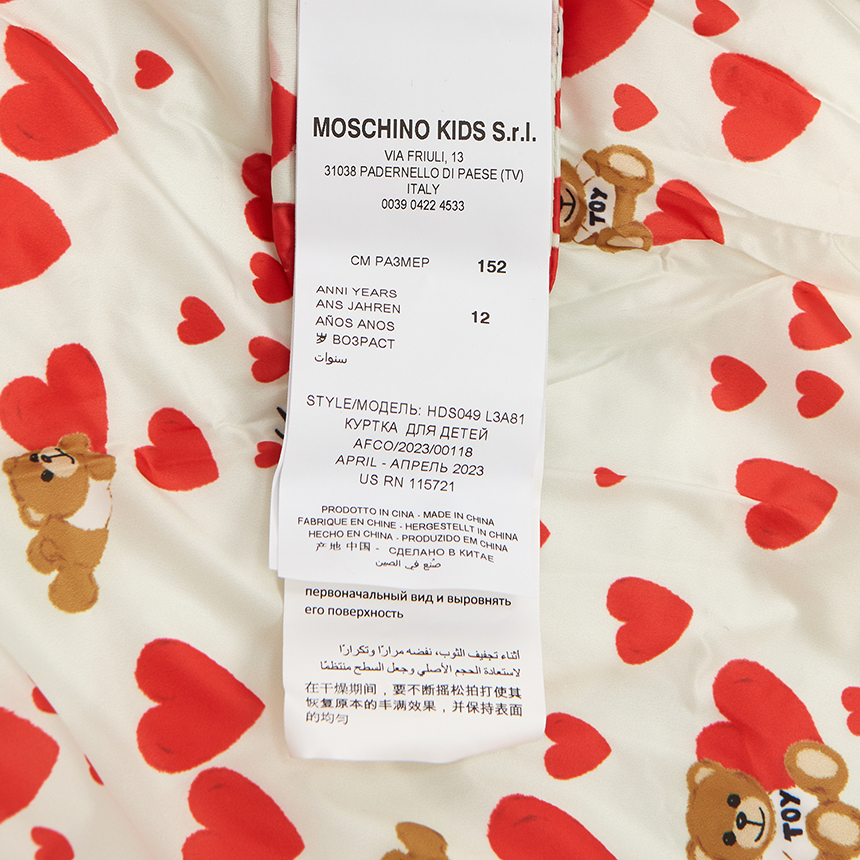 MOSCHINO KIDS S.r.l.
VIA FRIULI, 13
31038 PADERNELLO DI PAESE (TV)
ITALY
0039 0422 4533
СМ РАЗМЕР 152
ANNI YEARS
ANS JAHREN
AÑOS ANOS 12
岁 ВОЗРАСТ
سنوات
STYLE/МОДЕЛЬ: HDS049 L3A81
КУРТКА ДЛЯ ДЕТЕЙ
AFCO/2023/00118
APRIL - АПРЕЛЬ 2023
US RN 115721
PRODOTTO IN CINA - MADE IN CHINA
FABRIQUE EN CHINE - HERGESTELLT IN CHINA
HECHO EN CHINA - PRODUZIDO EM CHINA
产地 中国 - СДЕЛАНО В КИТАЕ
صُنع في الصين
первоначальный вид и выровнять
его поверхность
أثناء تجفيف الثوب، نفضه مرارًا وتكرارًا
لاستعادة الحجم الأصلي وجعل السطح منتظمًا
在干燥期间，要不断摇松拍打使其
恢复原本的丰满效果，并保持表面
的均匀
TOY
TOY